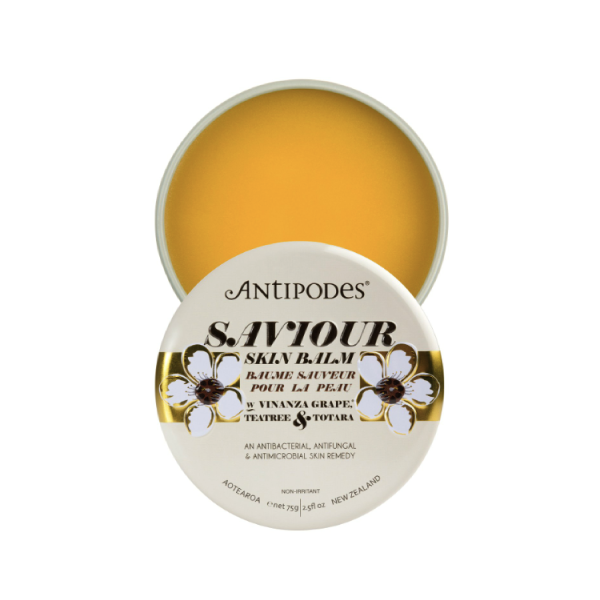 ANTIPODES®
SAVIOUR
SKIN BALM
BAUME SAUVEUR
POUR LA PEAU
W VINANZA GRAPE,
TEATREE & TOTARA
AN ANTIBACTERIAL, ANTIFUNGAL
& ANTIMICROBIAL SKIN REMEDY
NON-IRRITANT
AOTEAROA NEW ZEALAND
net 75g | 2.5fl oz